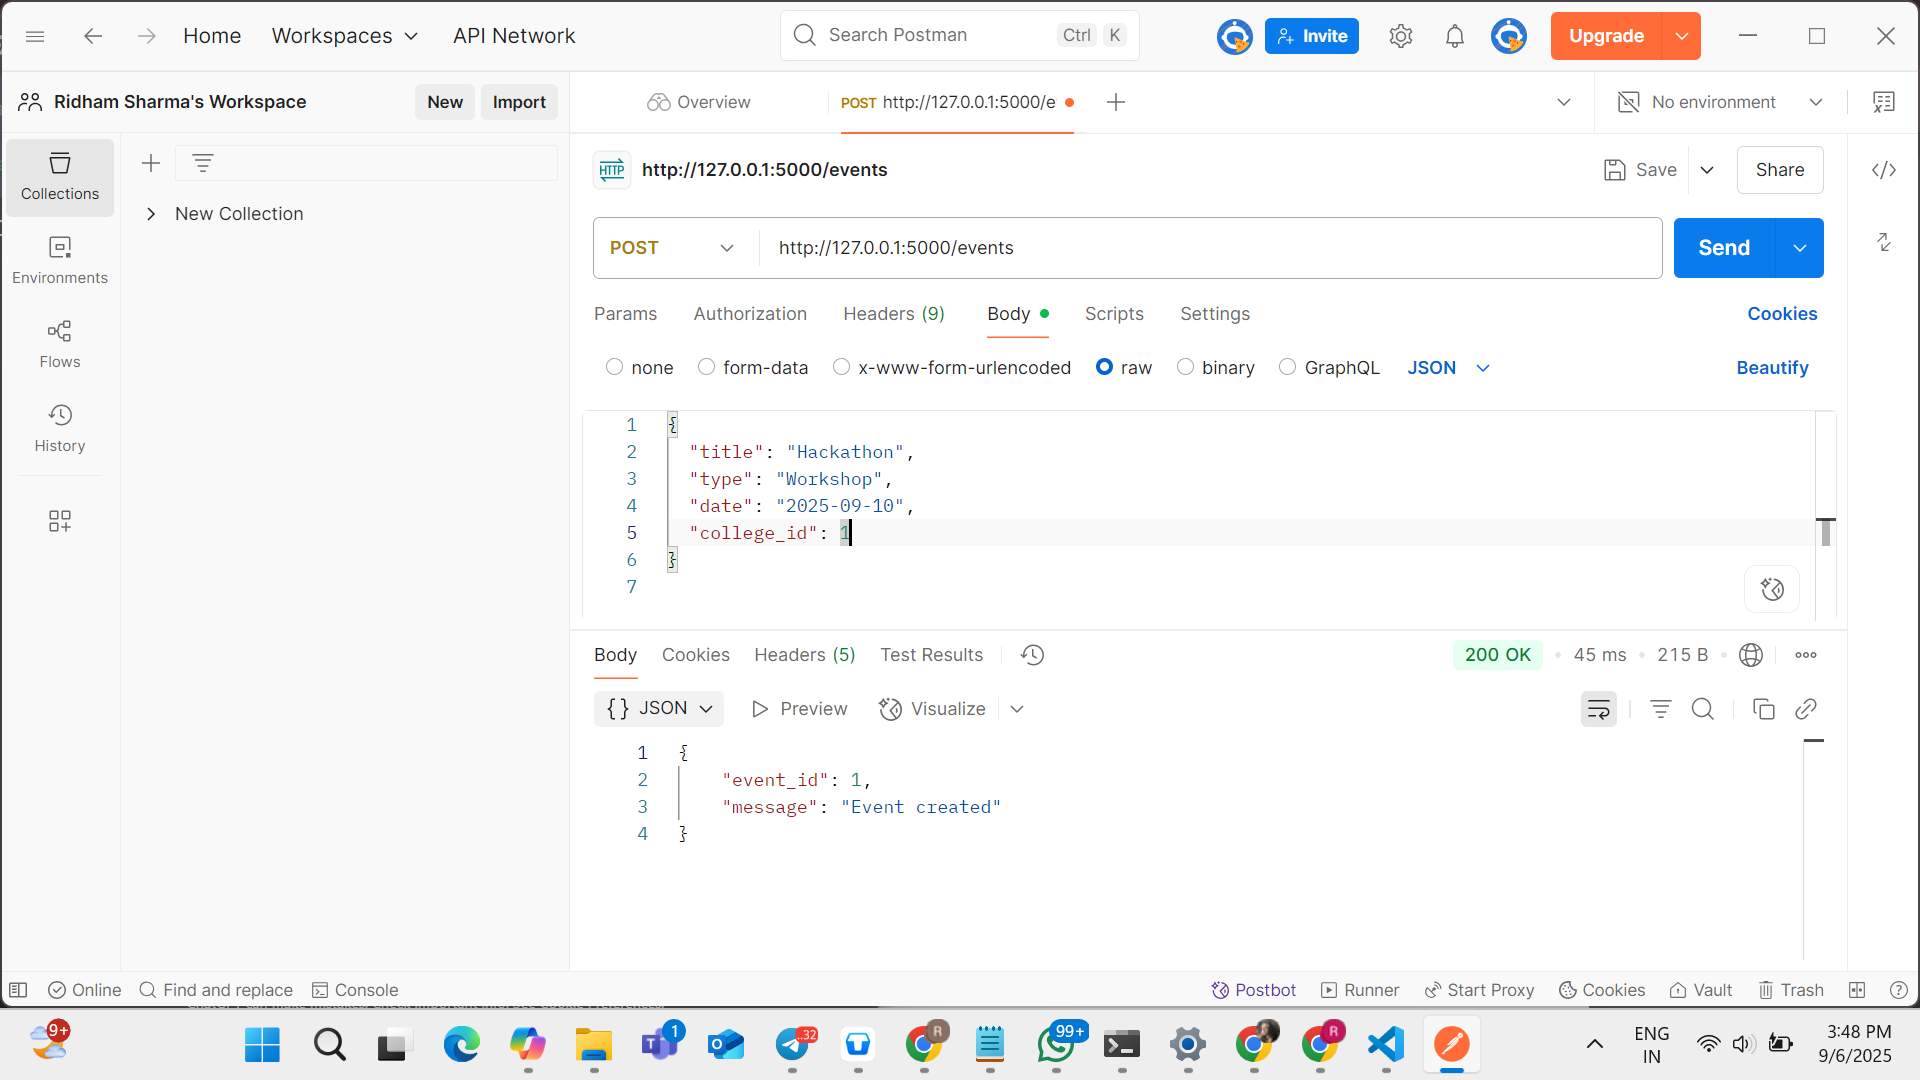 Home
Workspaces
API Network
Search Postman
Ctrl K
Invite
Upgrade
Ridham Sharma's Workspace
New
Import
Overview
POST http://127.0.0.1:5000/e
No environment
Collections
Environments
Flows
History
New Collection
HTTP
http://127.0.0.1:5000/events
Save
Share
POST
http://127.0.0.1:5000/events
Send
Params
Authorization
Headers (9)
Body
Scripts
Settings
Cookies
none
form-data
x-www-form-urlencoded
raw
binary
GraphQL
JSON
Beautify
1 {
2 "title": "Hackathon",
3 "type": "Workshop",
4 "date": "2025-09-10",
5 "college_id": 1
6 }
7
Body
Cookies
Headers (5)
Test Results
200 OK
45 ms
215 B
{} JSON
Preview
Visualize
1 {
2 "event_id": 1,
3 "message": "Event created"
4 }
Online
Find and replace
Console
Postbot
Runner
Start Proxy
Cookies
Vault
Trash
9+
1
..32
R
99+
R
ENG
IN
3:48 PM
9/6/2025